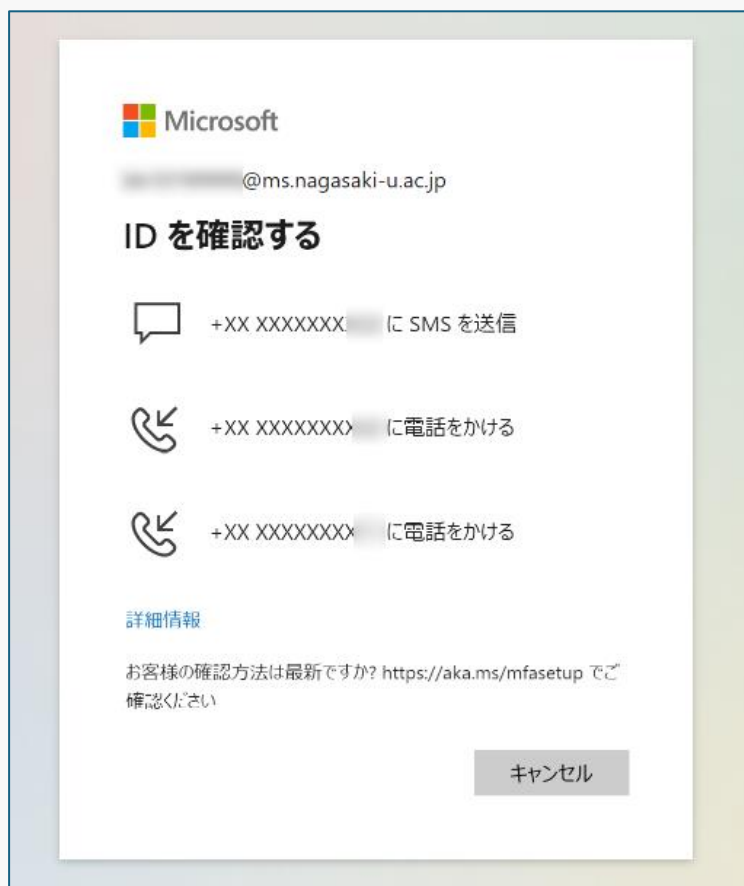 Microsoft
@ms.nagasaki-u.ac.jp
ID を確認する
+XX XXXXXXX に SMS を送信
+XX XXXXXXXX に電話をかける
+XX XXXXXXXX に電話をかける
詳細情報
お客様の確認方法は最新ですか? https://aka.ms/mfasetup でご
確認ください
キャンセル